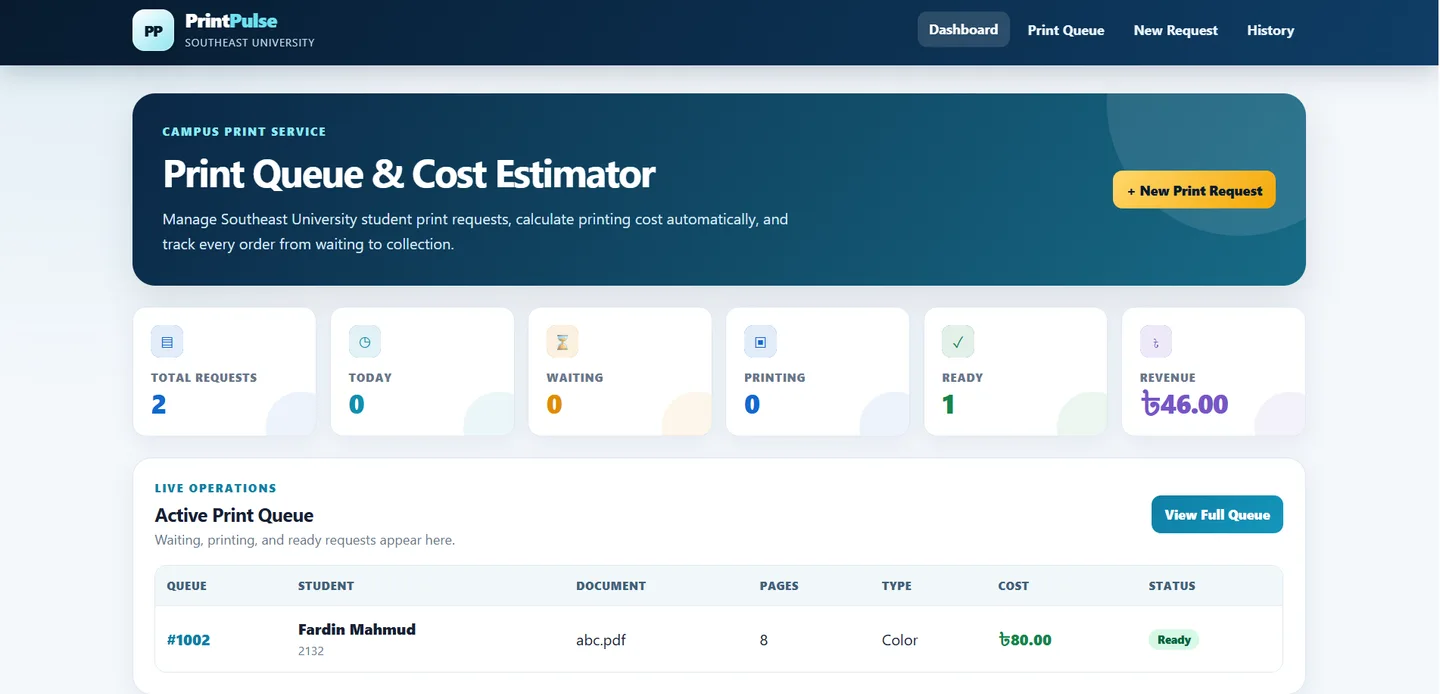 PP
PrintPulse
SOUTHEAST UNIVERSITY
Dashboard
Print Queue
New Request
History
CAMPUS PRINT SERVICE
Print Queue & Cost Estimator
Manage Southeast University student print requests, calculate printing cost automatically, and
track every order from waiting to collection.
+ New Print Request
TOTAL REQUESTS
2
TODAY
0
WAITING
0
PRINTING
0
READY
1
৳
REVENUE
৳46.00
LIVE OPERATIONS
Active Print Queue
Waiting, printing, and ready requests appear here.
View Full Queue
QUEUE STUDENT DOCUMENT PAGES TYPE COST STATUS
#1002 Fardin Mahmud abc.pdf 8 Color ৳80.00 Ready
2132